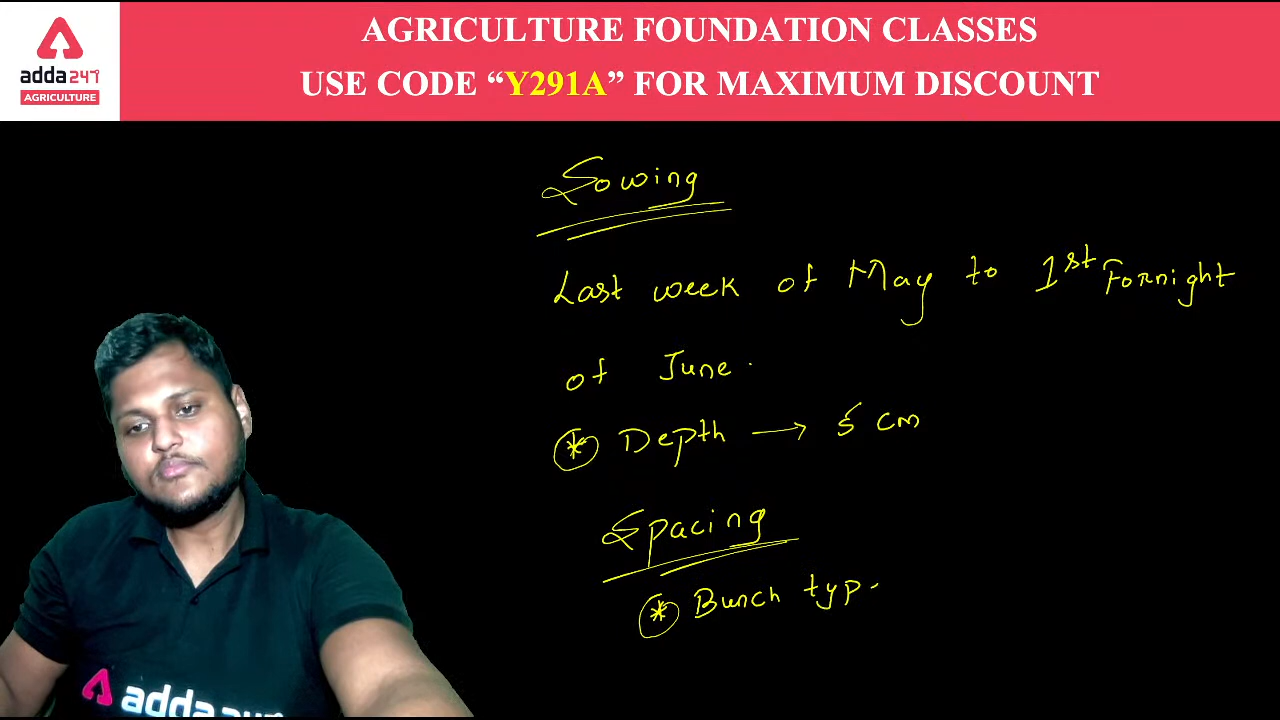 AGRICULTURE FOUNDATION CLASSES
USE CODE “Y291A” FOR MAXIMUM DISCOUNT
adda247
AGRICULTURE
Sowing
Last week of May to 1st Fornight
of June.
* Depth → 5 cm
Spacing
* Bunch typ
adda247